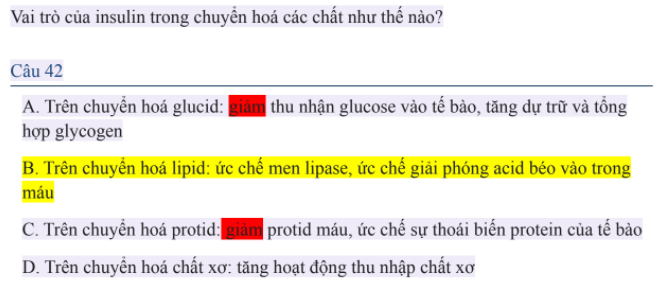 Vai trò của insulin trong chuyển hoá các chất như thế nào?
Câu 42
A. Trên chuyển hoá glucid: giảm thu nhận glucose vào tế bào, tăng dự trữ và tổng
hợp glycogen
B. Trên chuyển hoá lipid: ức chế men lipase, ức chế giải phóng acid béo vào trong
máu
C. Trên chuyển hoá protid: giảm protid máu, ức chế sự thoái biến protein của tế bào
D. Trên chuyển hoá chất xơ: tăng hoạt động thu nhập chất xơ